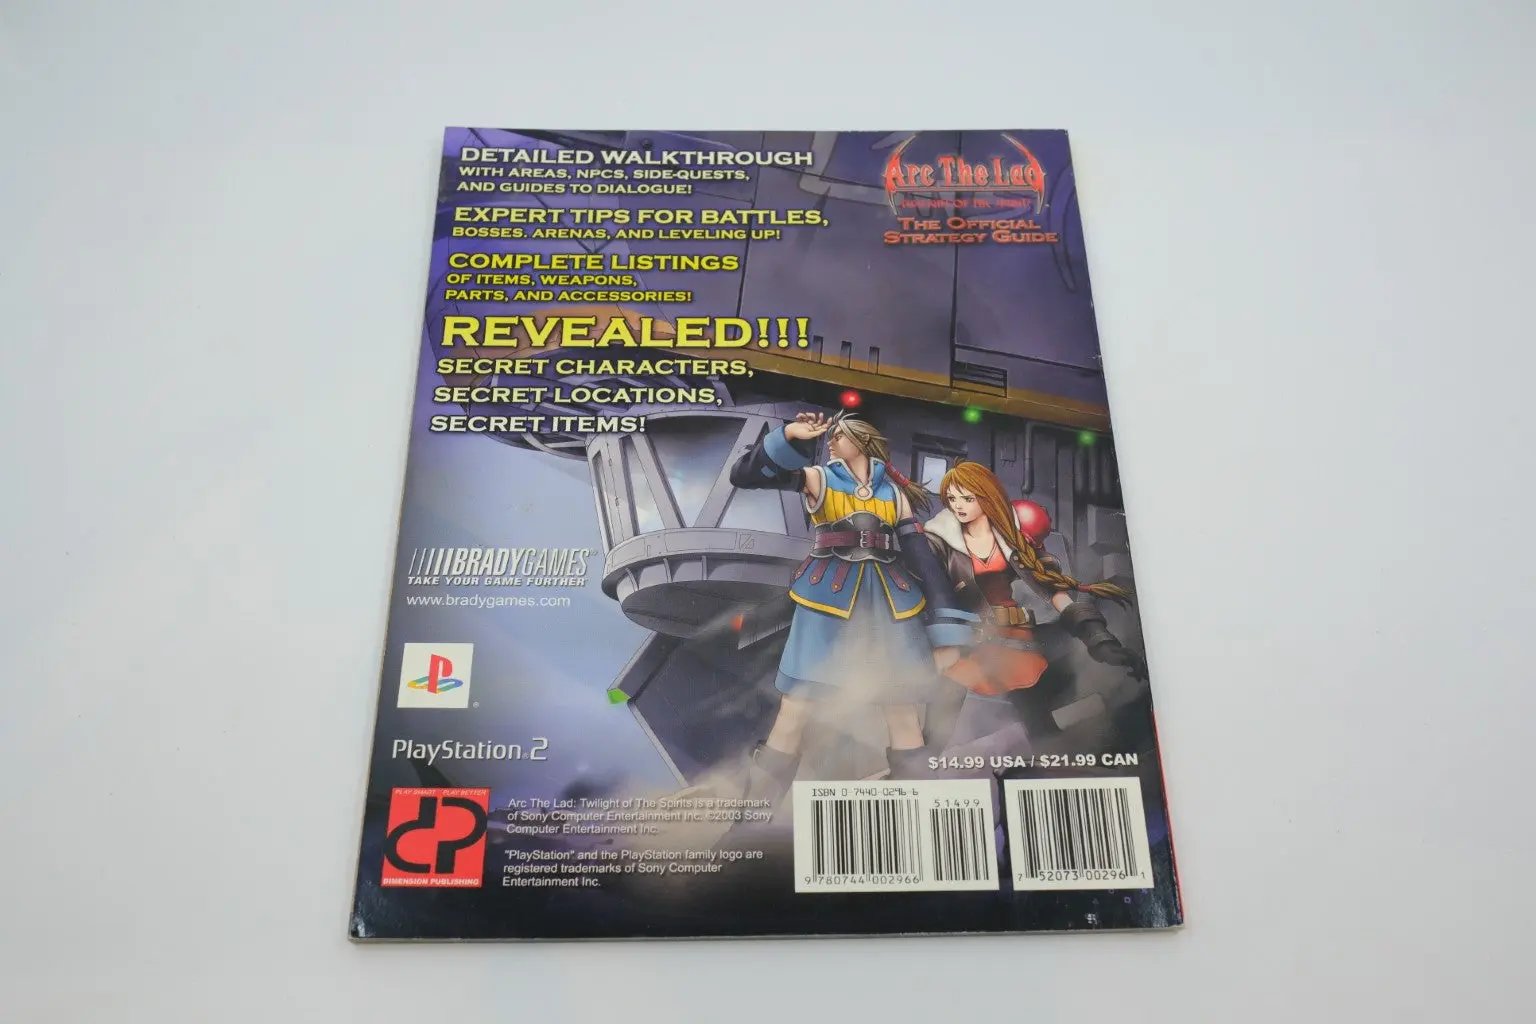 DETAILED WALKTHROUGH
WITH AREAS, NPCS, SIDE-QUESTS,
AND GUIDES TO DIALOGUE!
EXPERT TIPS FOR BATTLES,
BOSSES, ARENAS, AND LEVELING UP!
COMPLETE LISTINGS
OF ITEMS, WEAPONS,
PARTS, AND ACCESSORIES!
REVEALED!!!
SECRET CHARACTERS,
SECRET LOCATIONS,
SECRET ITEMS!
Arc The Lad
THE OFFICIAL
STRATEGY GUIDE
BRADYGAMES®
TAKE YOUR GAME FURTHER®
www.bradygames.com
®
PlayStation®2
PLAY SMART PLAY BETTER
DP
DIMENSION PUBLISHING
Arc The Lad: Twilight of The Spirits is a trademark
of Sony Computer Entertainment Inc. ©2003 Sony
Computer Entertainment Inc.
"PlayStation" and the PlayStation family logo are
registered trademarks of Sony Computer
Entertainment Inc.
$14.99 USA / $21.99 CAN
ISBN 0-7440-0296-6
51499
9 780744 002966
7 52073 00296 1